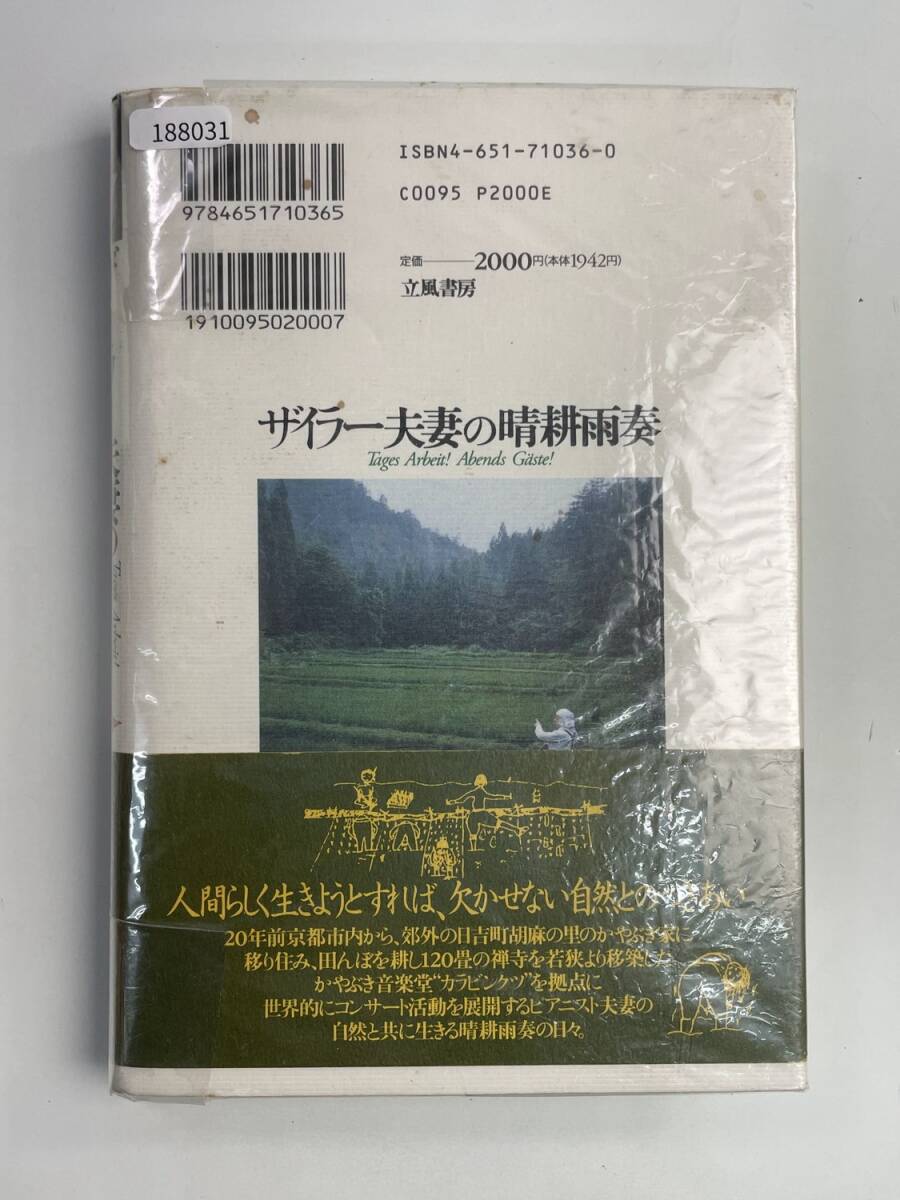 188031
ISBN4-651-71036-0
9784651710365
C0095 P2000E
定価―――2000円(本体1942円)
立風書房
1910095020007
ザイラー夫妻の晴耕雨奏
Tages Arbeit! Abends Gäste!
人間らしく生きようとすれば、欠かせない自然との
20年前京都市内から、郊外の日吉町胡麻の里のかやぶき家に
移り住み、田んぼを耕し120畳の禅寺を若狭より移築した
かやぶき音楽堂“カラビンケツ”を拠点に
世界的にコンサート活動を展開するピアニスト夫妻の
自然と共に生きる晴耕雨奏の日々。